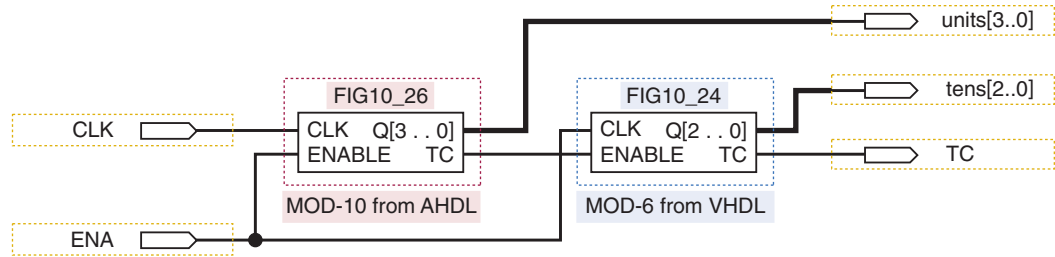 units[3..0]
FIG10_26
FIG10_24
tens[2..0]
CLK
CLK Q[3 . . 0]
CLK Q[2 . . 0]
ENABLE TC
ENABLE TC
TC
MOD-10 from AHDL
MOD-6 from VHDL
ENA